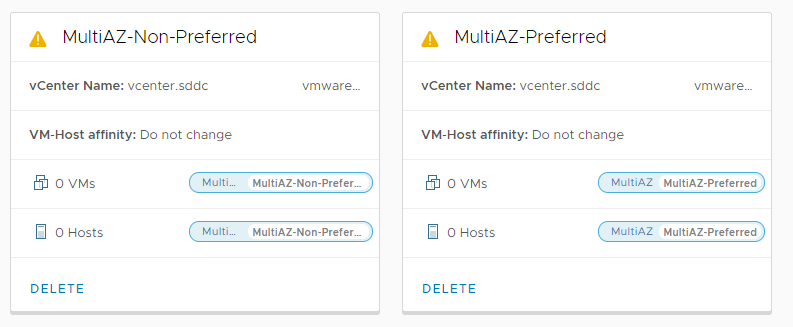 MultiAZ-Non-Preferred
vCenter Name: vcenter.sddc vmware...
VM-Host affinity: Do not change
0 VMs Multi... MultiAZ-Non-Prefer...
0 Hosts Multi... MultiAZ-Non-Prefer...
DELETE
MultiAZ-Preferred
vCenter Name: vcenter.sddc vmware...
VM-Host affinity: Do not change
0 VMs MultiAZ MultiAZ-Preferred
0 Hosts MultiAZ MultiAZ-Preferred
DELETE